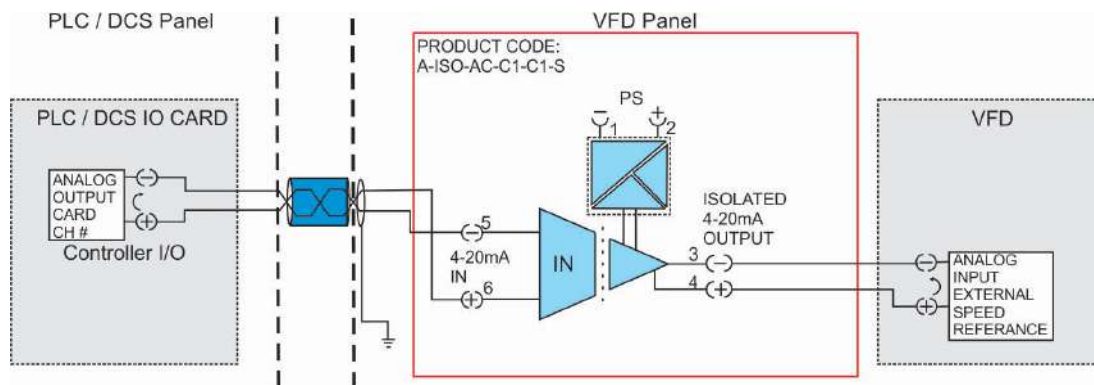 PLC / DCS Panel
VFD Panel
PRODUCT CODE:
A-ISO-AC-C1-C1-S
PS
1
2
PLC / DCS IO CARD
VFD
ANALOG
OUTPUT
CARD
CH #
Controller I/O
5
4-20mA
IN
6
IN
ISOLATED
4-20mA
OUTPUT
3
4
ANALOG
INPUT
EXTERNAL
SPEED
REFERANCE